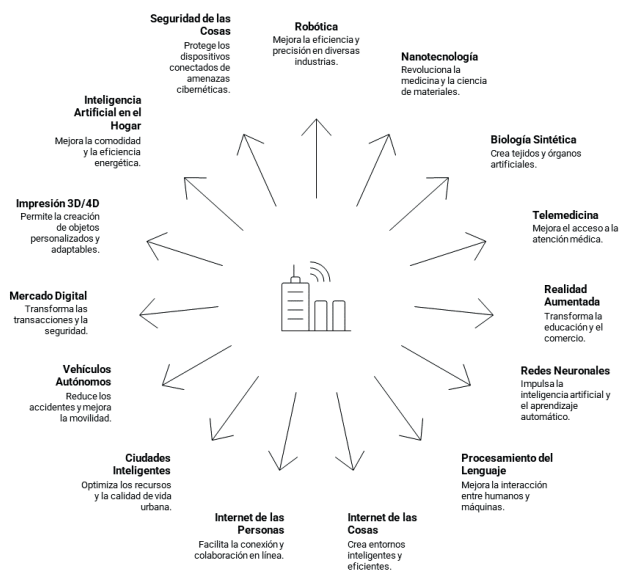 Robótica
Mejora la eficiencia y
precisión en diversas
industrias.
Nanotecnología
Revoluciona la
medicina y la ciencia
de materiales.
Biología Sintética
Crea tejidos y órganos
artificiales.
Telemedicina
Mejora el acceso a la
atención médica.
Realidad
Aumentada
Transforma la
educación y el
comercio.
Redes Neuronales
Impulsa la
inteligencia artificial y
el aprendizaje
automático.
Procesamiento del
Lenguaje
Mejora la interacción
entre humanos y
máquinas.
Internet de las
Cosas
Crea entornos
inteligentes y
eficientes.
Internet de las
Personas
Facilita la conexión y
colaboración en línea.
Ciudades
Inteligentes
Optimiza los recursos
y la calidad de vida
urbana.
Vehículos
Autónomos
Reduce los
accidentes y mejora
la movilidad.
Mercado Digital
Transforma las
transacciones y la
seguridad.
Impresión 3D/4D
Permite la creación
de objetos
personalizados y
adaptables.
Inteligencia
Artificial en el
Hogar
Mejora la comodidad
y la eficiencia
energética.
Seguridad de las
Cosas
Protege los
dispositivos
conectados de
amenazas
cibernéticas.